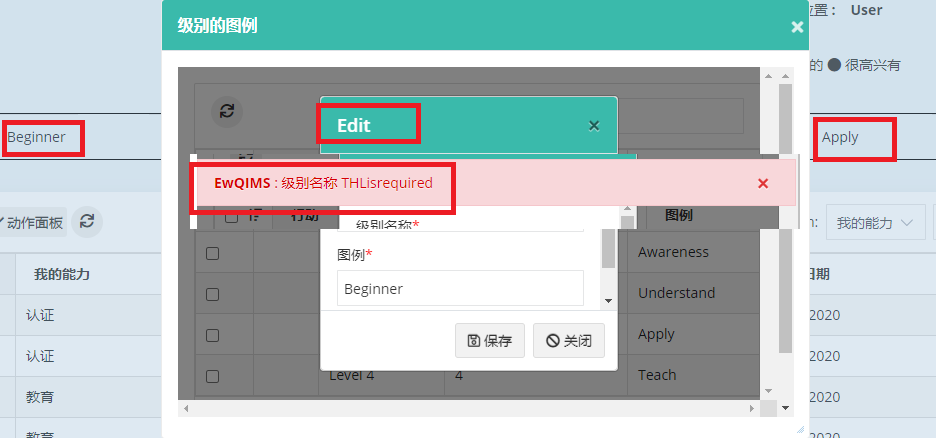 级别的图例
位置： User
的 很高兴有
Edit
Beginner
Apply
EwQIMS : 级别名称 THLisrequired
动作面板
行动
图例
我的能力
级别名称*
我的能力
日期
图例*
Awareness
Beginner
Understand
认证
2020
Apply
保存
关闭
认证
2020
Level 4
4
Teach
教育
2020
教育
2020